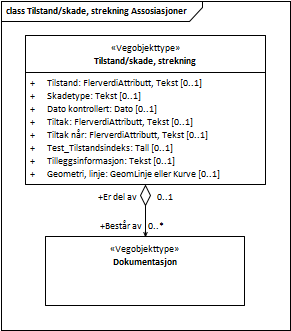 class Tilstand/skade, strekning Assosiasjoner
«Vegobjekttype»
Tilstand/skade, strekning
+ Tilstand: FlerverdiAttributt, Tekst [0..1]
+ Skadetype: Tekst [0..1]
+ Dato kontrollert: Dato [0..1]
+ Tiltak: FlerverdiAttributt, Tekst [0..1]
+ Tiltak når: FlerverdiAttributt, Tekst [0..1]
+ Test_Tilstandsindeks: Tall [0..1]
+ Tilleggsinformasjon: Tekst [0..1]
+ Geometri, linje: GeomLinje eller Kurve [0..1]
+Er del av 0..1
+Består av 0..*
«Vegobjekttype»
Dokumentasjon